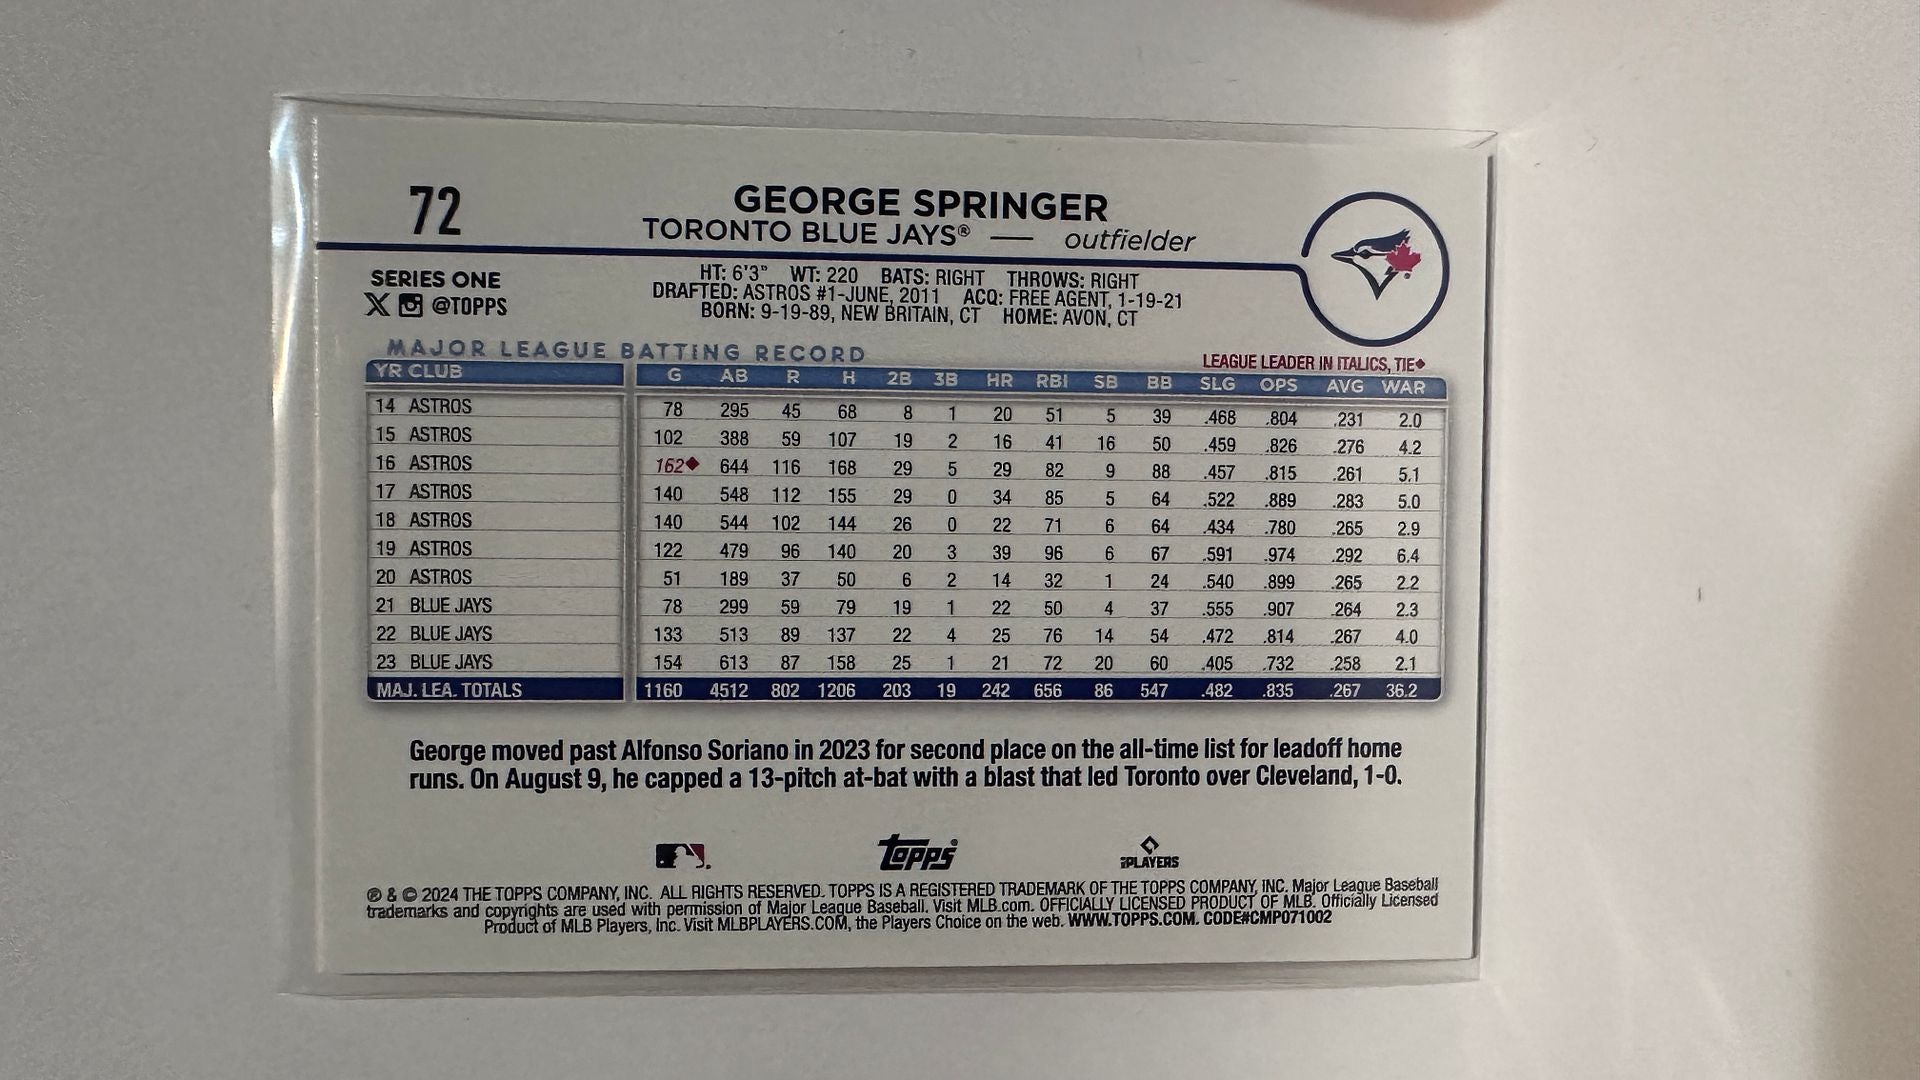 72
GEORGE SPRINGER
TORONTO BLUE JAYS® — outfielder
SERIES ONE
@TOPPS
HT: 6'3" WT: 220 BATS: RIGHT THROWS: RIGHT
DRAFTED: ASTROS #1-JUNE, 2011 ACQ: FREE AGENT, 1-19-21
BORN: 9-19-89, NEW BRITAIN, CT HOME: AVON, CT
MAJOR LEAGUE BATTING RECORD
LEAGUE LEADER IN ITALICS, TIE◆
YR CLUB G AB R H 2B 3B HR RBI SB BB SLG OPS AVG WAR
14 ASTROS 78 295 45 68 8 1 20 51 5 39 .468 .804 .231 2.0
15 ASTROS 102 388 59 107 19 2 16 41 16 50 .459 .826 .276 4.2
16 ASTROS 162◆ 644 116 168 29 5 29 82 9 88 .457 .815 .261 5.1
17 ASTROS 140 548 112 155 29 0 34 85 5 64 .522 .889 .283 5.0
18 ASTROS 140 544 102 144 26 0 22 71 6 64 .434 .780 .265 2.9
19 ASTROS 122 479 96 140 20 3 39 96 6 67 .591 .974 .292 6.4
20 ASTROS 51 189 37 50 6 2 14 32 1 24 .540 .899 .265 2.2
21 BLUE JAYS 78 299 59 79 19 1 22 50 4 37 .555 .907 .264 2.3
22 BLUE JAYS 133 513 89 137 22 4 25 76 14 54 .472 .814 .267 4.0
23 BLUE JAYS 154 613 87 158 25 1 21 72 20 60 .405 .732 .258 2.1
MAJ. LEA. TOTALS 1160 4512 802 1206 203 19 242 656 86 547 .482 .835 .267 36.2
George moved past Alfonso Soriano in 2023 for second place on the all-time list for leadoff home
runs. On August 9, he capped a 13-pitch at-bat with a blast that led Toronto over Cleveland, 1-0.
topps
PLAYERS
® & © 2024 THE TOPPS COMPANY, INC. ALL RIGHTS RESERVED. TOPPS IS A REGISTERED TRADEMARK OF THE TOPPS COMPANY, INC. Major League Baseball
trademarks and copyrights are used with permission of Major League Baseball. Visit MLB.com. OFFICIALLY LICENSED PRODUCT OF MLB. Officially Licensed
Product of MLB Players, Inc. Visit MLBPLAYERS.COM, the Players Choice on the web. WWW.TOPPS.COM. CODE#CMP071002